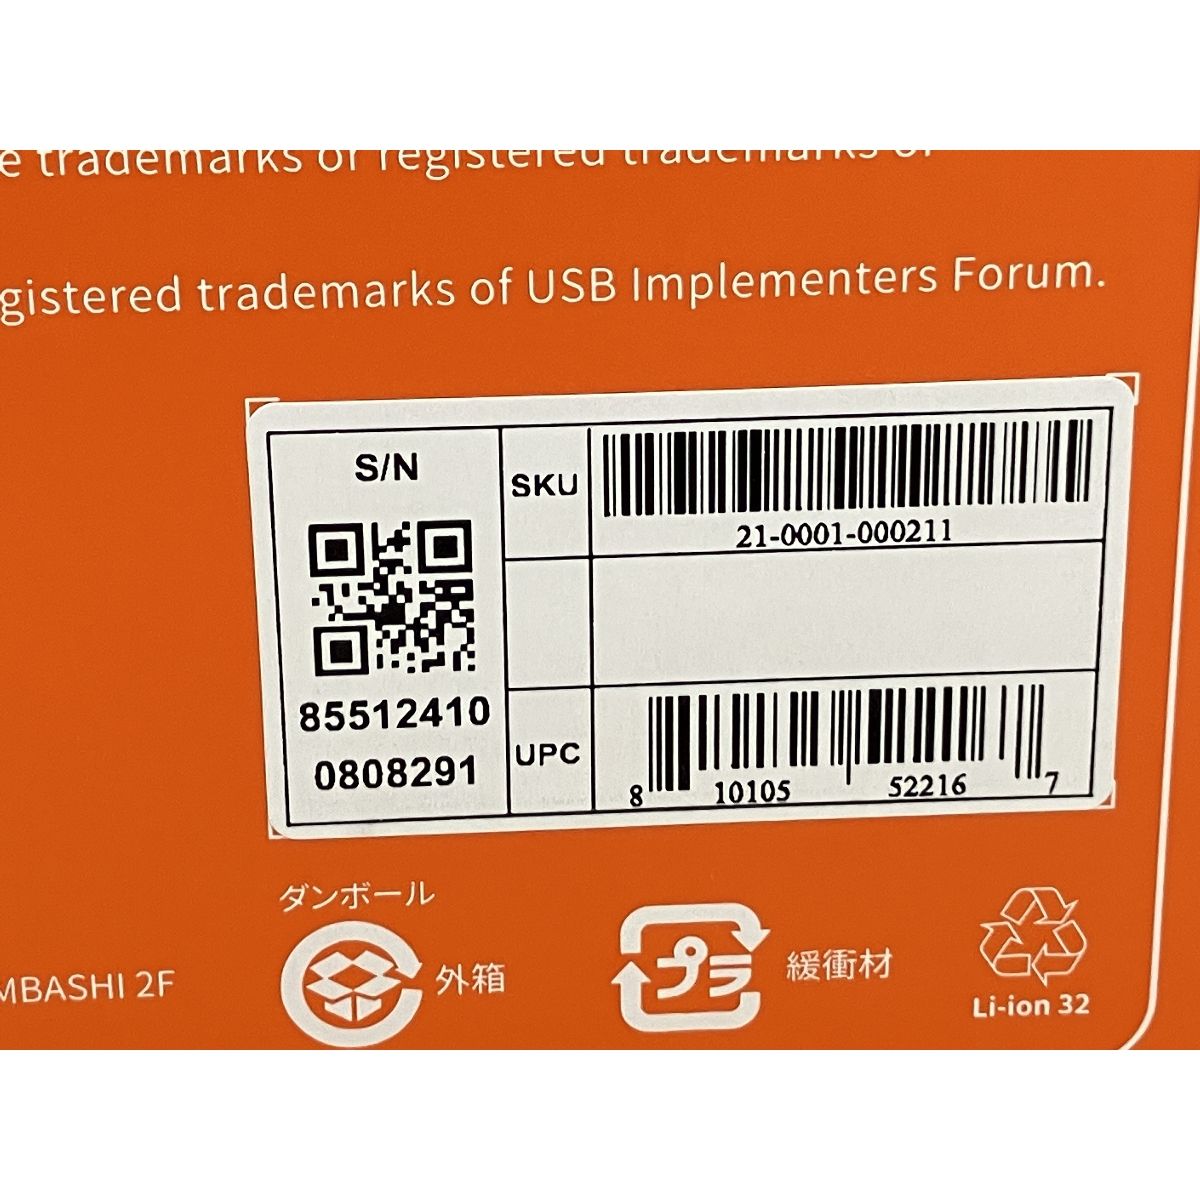 e trademarks or registered trademarks of
gistered trademarks of USB Implementers Forum.
S/N
85512410
0808291
SKU
21-0001-000211
UPC
8 10105 52216 7
ダンボール
外箱
プラ
緩衝材
Li-ion 32
MBASHI 2F